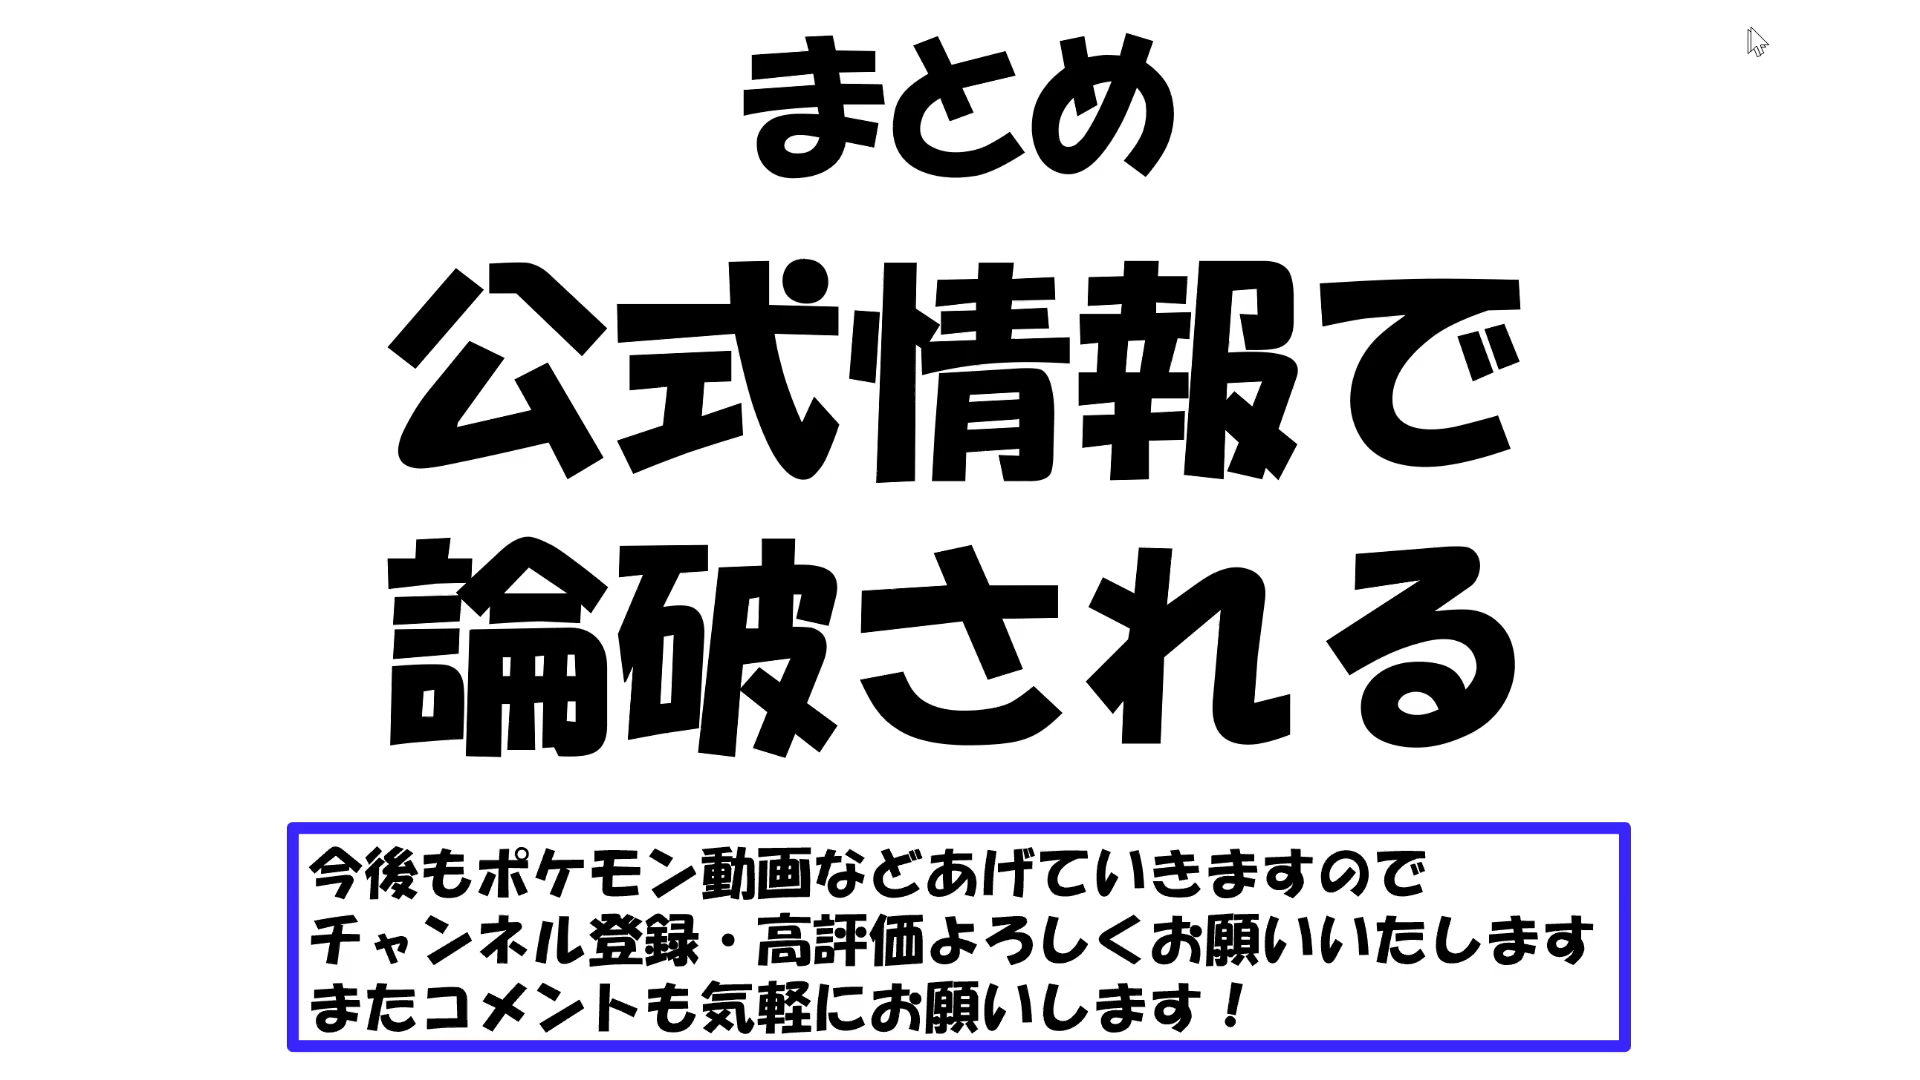 まとめ
公式情報で
論破される
今後もポケモン動画などあげていきますので
チャンネル登録・高評価よろしくお願いいたします
またコメントも気軽にお願いします！